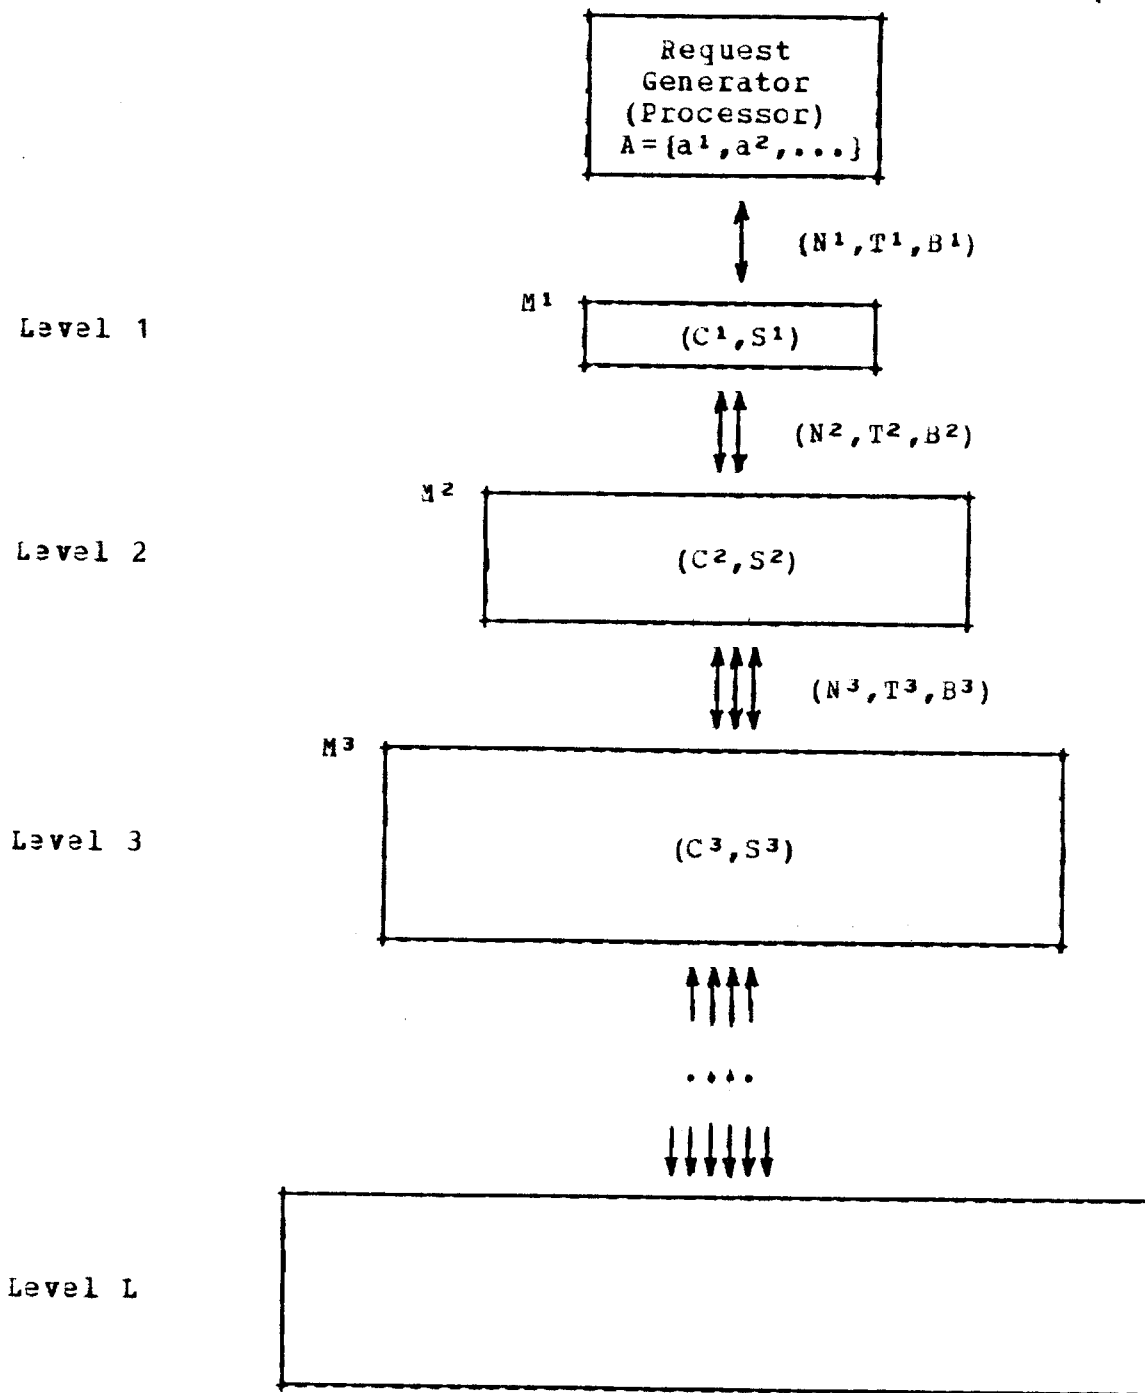 Request
Generator
(Processor)
A={a¹,a²,...}
(N¹,T¹,B¹)
M¹
Level 1
(C¹,S¹)
(N²,T²,B²)
M²
Level 2
(C²,S²)
(N³,T³,B³)
M³
Level 3
(C³,S³)
....
Level L